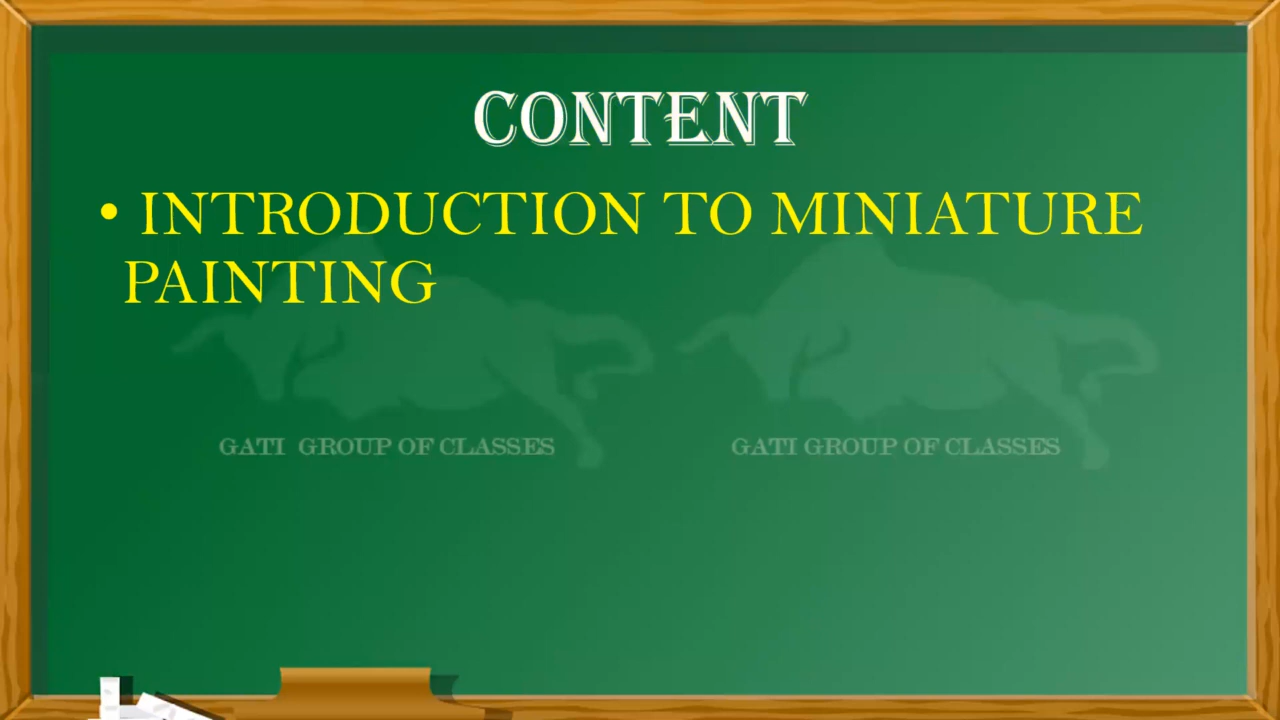 CONTENT
• INTRODUCTION TO MINIATURE
PAINTING
GATI GROUP OF CLASSES
GATI GROUP OF CLASSES